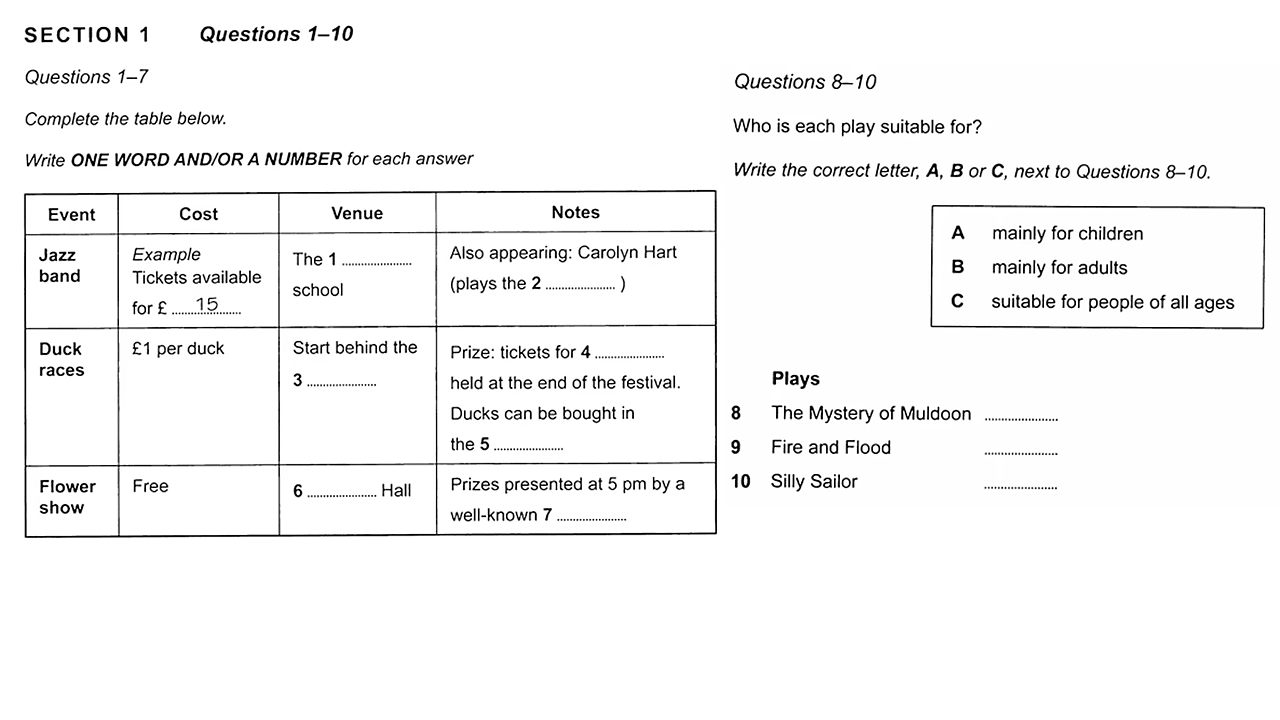 SECTION 1 Questions 1–10
Questions 1–7
Complete the table below.
Write ONE WORD AND/OR A NUMBER for each answer
Event Cost Venue Notes
Jazz band
Example
Tickets available
for £ ........15........
The 1 ......................
school
Also appearing: Carolyn Hart
(plays the 2 ...................... )
Duck races
£1 per duck
Start behind the
3 ......................
Prize: tickets for 4 ......................
held at the end of the festival.
Ducks can be bought in
the 5 ......................
Flower show
Free
6 ...................... Hall
Prizes presented at 5 pm by a
well-known 7 ......................
Questions 8–10
Who is each play suitable for?
Write the correct letter, A, B or C, next to Questions 8–10.
A mainly for children
B mainly for adults
C suitable for people of all ages
Plays
8 The Mystery of Muldoon ......................
9 Fire and Flood ......................
10 Silly Sailor ......................